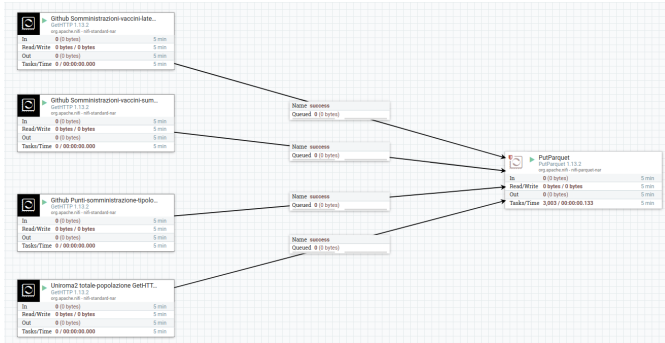 Github Somministrazioni-vaccini-late...
GetHTTP 1.13.2
org.apache.nifi - nifi-standard-nar
In 0 (0 bytes) 5 min
Read/Write 0 bytes / 0 bytes 5 min
Out 0 (0 bytes) 5 min
Tasks/Time 0 / 00:00:00.000 5 min
Github Somministrazioni-vaccini-sum...
GetHTTP 1.13.2
org.apache.nifi - nifi-standard-nar
In 0 (0 bytes) 5 min
Read/Write 0 bytes / 0 bytes 5 min
Out 0 (0 bytes) 5 min
Tasks/Time 0 / 00:00:00.000 5 min
Github Punti-somministrazione-tipolo...
GetHTTP 1.13.2
org.apache.nifi - nifi-standard-nar
In 0 (0 bytes) 5 min
Read/Write 0 bytes / 0 bytes 5 min
Out 0 (0 bytes) 5 min
Tasks/Time 0 / 00:00:00.000 5 min
Uniroma2 totale-popolazione GetHTT...
GetHTTP 1.13.2
org.apache.nifi - nifi-standard-nar
In 0 (0 bytes) 5 min
Read/Write 0 bytes / 0 bytes 5 min
Out 0 (0 bytes) 5 min
Tasks/Time 0 / 00:00:00.000 5 min
Name success
Queued 0 (0 bytes)
Name success
Queued 0 (0 bytes)
Name success
Queued 0 (0 bytes)
Name success
Queued 0 (0 bytes)
PutParquet
PutParquet 1.13.2
org.apache.nifi - nifi-parquet-nar
In 0 (0 bytes) 5 min
Read/Write 0 bytes / 0 bytes 5 min
Out 0 (0 bytes) 5 min
Tasks/Time 3,003 / 00:00:00.133 5 min